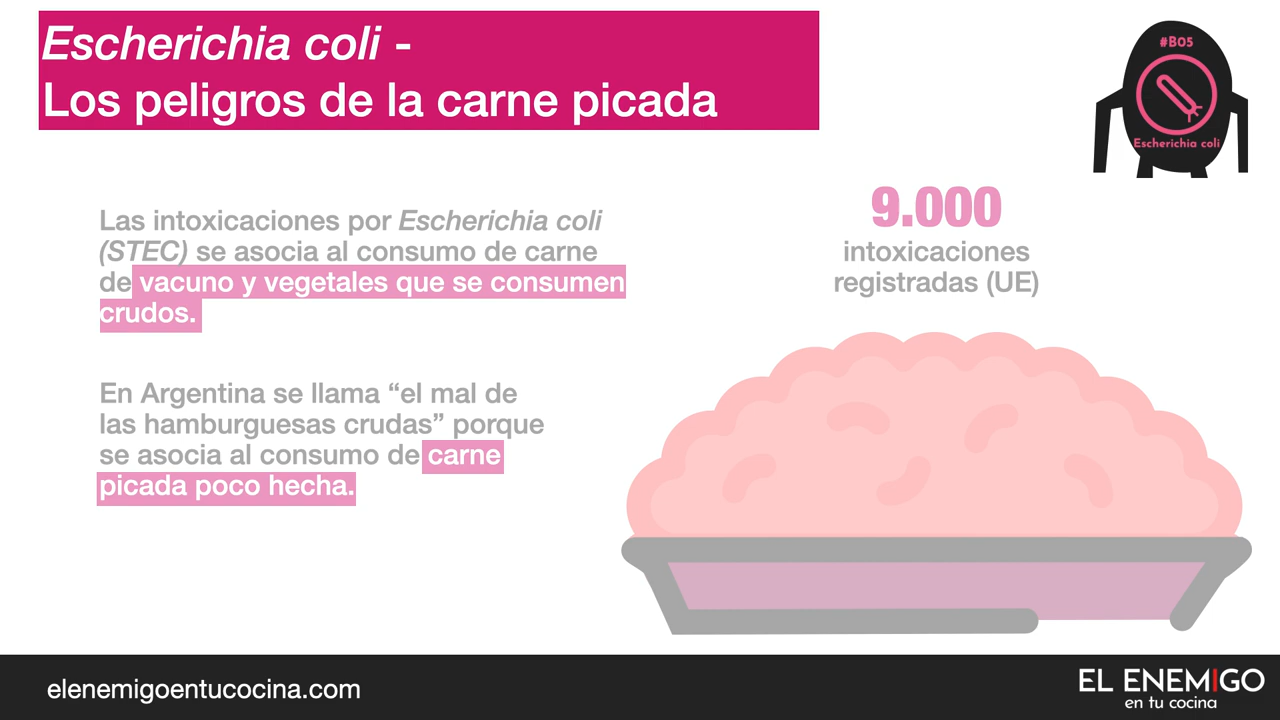 Escherichia coli -
Los peligros de la carne picada
#B05
Escherichia coli
Las intoxicaciones por Escherichia coli
(STEC) se asocia al consumo de carne
de vacuno y vegetales que se consumen
crudos.
En Argentina se llama “el mal de
las hamburguesas crudas” porque
se asocia al consumo de carne
picada poco hecha.
9.000
intoxicaciones
registradas (UE)
elenemigoentucocina.com
EL ENEMIGO
en tu cocina